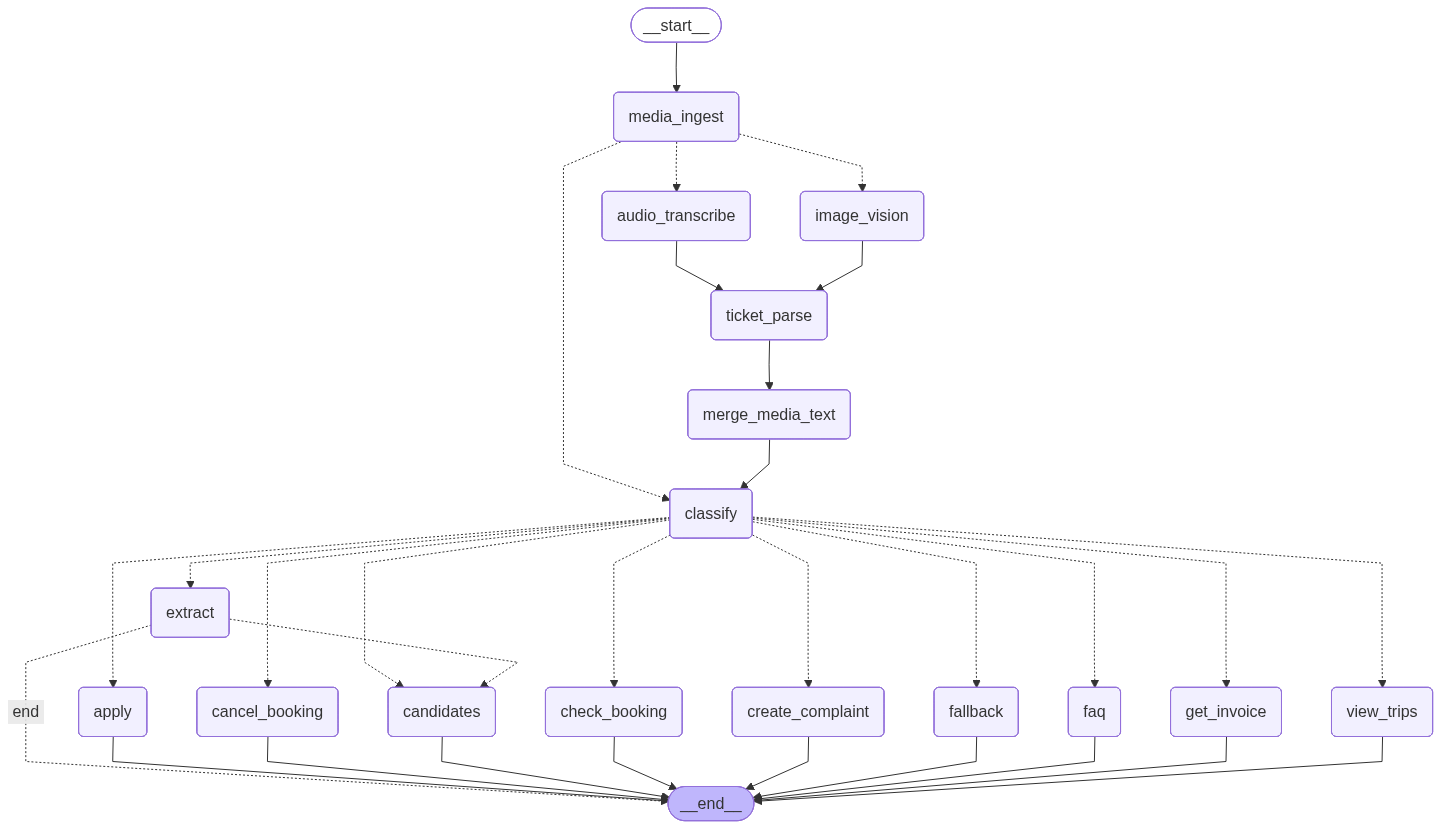 __start__
media_ingest
audio_transcribe
image_vision
ticket_parse
merge_media_text
classify
extract
end
apply
cancel_booking
candidates
check_booking
create_complaint
fallback
faq
get_invoice
view_trips
__end__